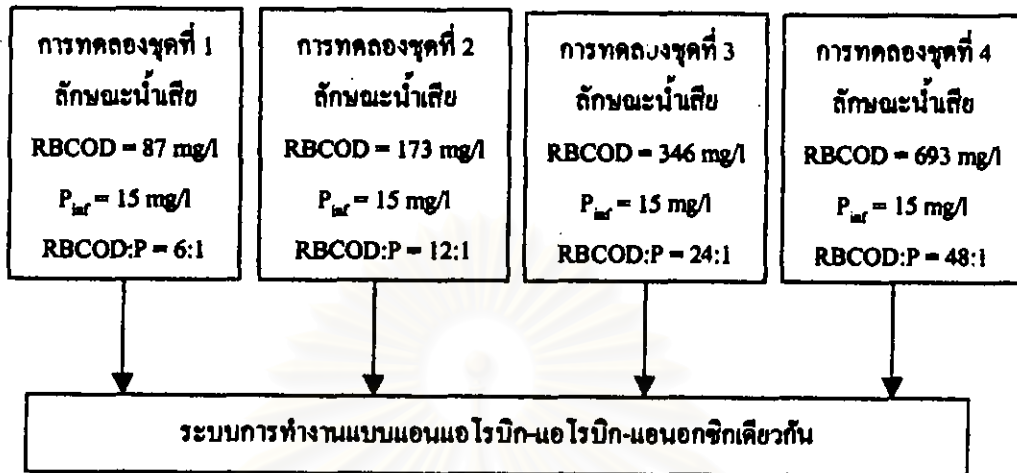 การทดลองชุดที่ 1
ลักษณะน้ำเสีย
RBCOD = 87 mg/l
P_inf = 15 mg/l
RBCOD:P = 6:1
การทดลองชุดที่ 2
ลักษณะน้ำเสีย
RBCOD = 173 mg/l
P_inf = 15 mg/l
RBCOD:P = 12:1
การทดลองชุดที่ 3
ลักษณะน้ำเสีย
RBCOD = 346 mg/l
P_inf = 15 mg/l
RBCOD:P = 24:1
การทดลองชุดที่ 4
ลักษณะน้ำเสีย
RBCOD = 693 mg/l
P_inf = 15 mg/l
RBCOD:P = 48:1
ระบบการทำงานแบบแอนแอโรบิก-แอโรบิก-แอนอกซิกเดียวกัน